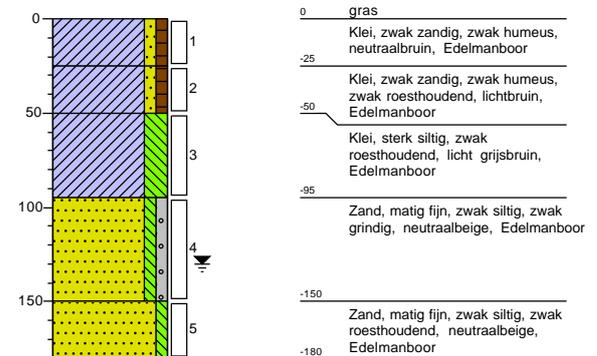 0
50
100
150
1
2
3
4
5
0
gras
Klei, zwak zandig, zwak humeus,
neutraalbruin, Edelmanboor
-25
Klei, zwak zandig, zwak humeus,
zwak roesthoudend, lichtbruin,
Edelmanboor
-50
Klei, sterk siltig, zwak
roesthoudend, licht grijsbruin,
Edelmanboor
-95
Zand, matig fijn, zwak siltig, zwak
grindig, neutraalbeige, Edelmanboor
-150
Zand, matig fijn, zwak siltig, zwak
roesthoudend, neutraalbeige,
Edelmanboor
-180